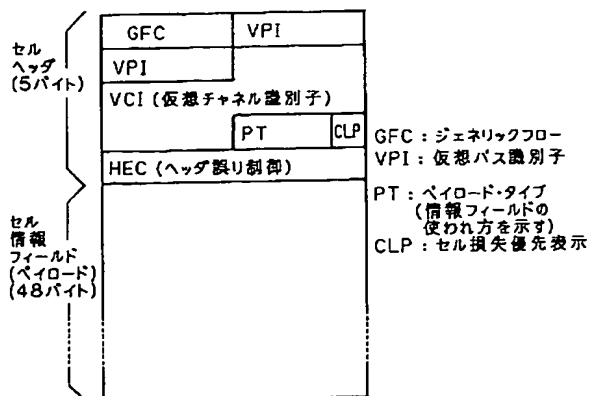 GFC VPI
セル
ヘッダ
(5バイト)
VPI
VCI (仮想チャネル識別子)
PT CLP
HEC (ヘッダ誤り制御)
GFC : ジェネリックフロー
VPI : 仮想パス識別子
PT : ペイロード・タイプ
(情報フィールドの
使われ方を示す)
CLP : セル損失優先表示
セル
情報
フィールド
(ペイロード)
(48バイト)